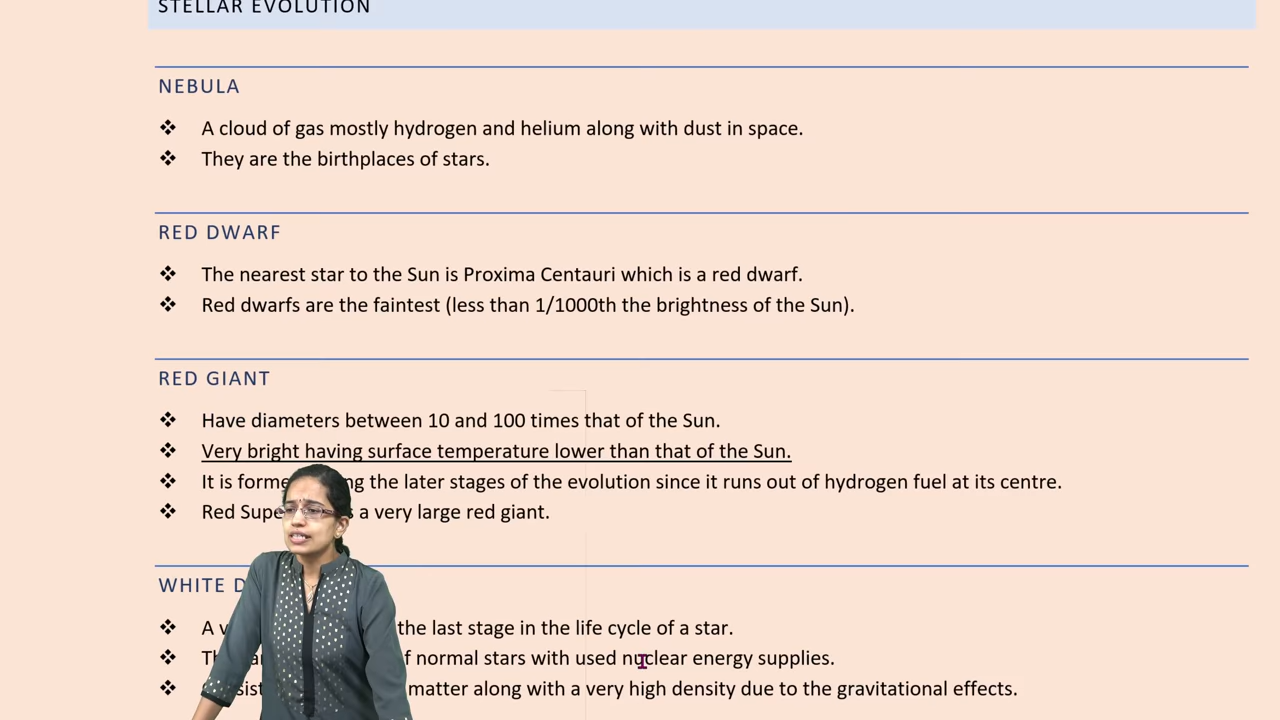 STELLAR EVOLUTION
NEBULA
❖ A cloud of gas mostly hydrogen and helium along with dust in space.
❖ They are the birthplaces of stars.
RED DWARF
❖ The nearest star to the Sun is Proxima Centauri which is a red dwarf.
❖ Red dwarfs are the faintest (less than 1/1000th the brightness of the Sun).
RED GIANT
❖ Have diameters between 10 and 100 times that of the Sun.
❖ Very bright having surface temperature lower than that of the Sun.
❖ It is the later stages of the evolution since it runs out of hydrogen fuel at its centre.
❖ Red a very large red giant.
WHITE
❖ A the last stage in the life cycle of a star.
❖ normal stars with used nuclear energy supplies.
❖ matter along with a very high density due to the gravitational effects.